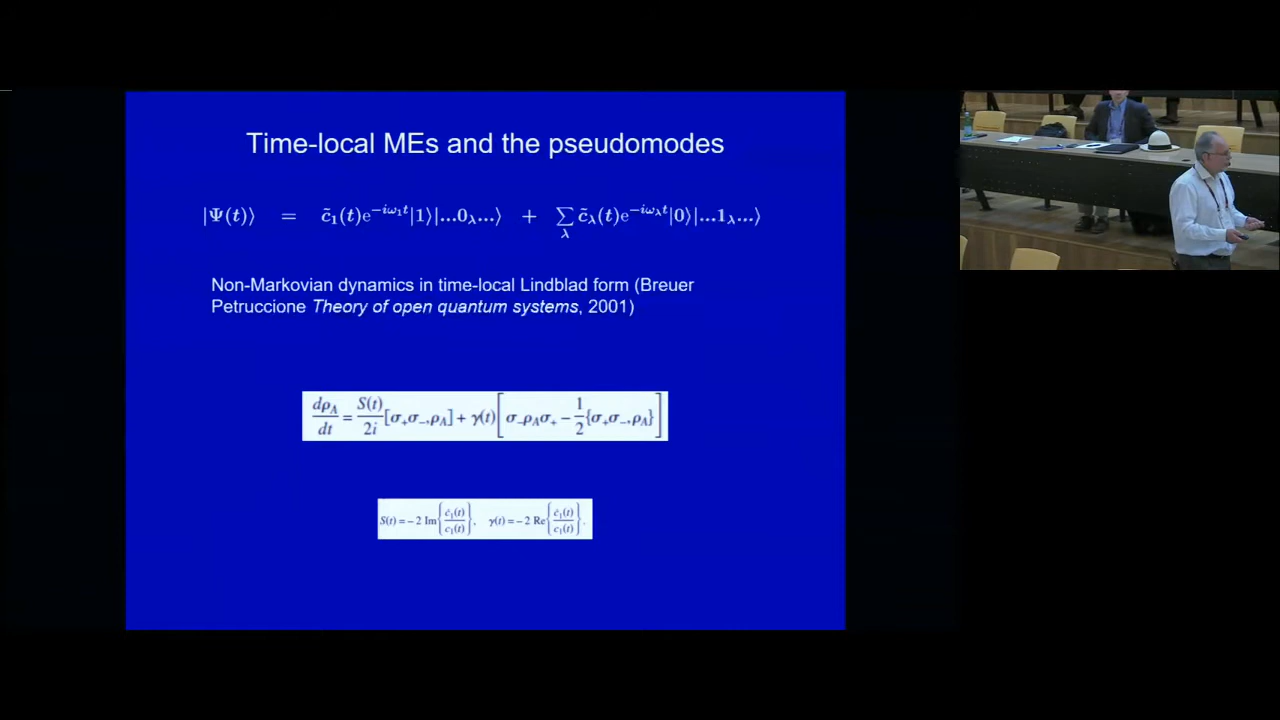 Time-local MEs and the pseudomodes
|Ψ(t)⟩ = c̃₁(t)e^{−iω₁t}|1⟩|...0_λ...⟩ + ∑_λ c̃_λ(t)e^{−iω_λt}|0⟩|...1_λ...⟩
Non-Markovian dynamics in time-local Lindblad form (Breuer
Petruccione Theory of open quantum systems, 2001)
dρ_A/dt = S(t)/2i [σ₊σ₋,ρ_A] + γ(t)[σ₋ρ_Aσ₊ − 1/2{σ₊σ₋,ρ_A}]
S(t) = − 2 Im{ċ₁(t)/c₁(t)}, γ(t) = − 2 Re{ċ₁(t)/c₁(t)}.